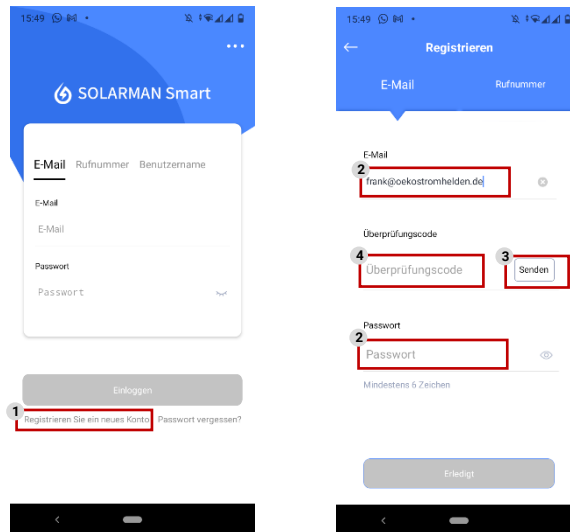 15:49
SOLARMAN Smart
E-Mail Rufnummer Benutzername
E-Mail
E-Mail
Passwort
Passwort
Einloggen
1
Registrieren Sie ein neues Konto Passwort vergessen?
15:49
Registrieren
E-Mail Rufnummer
E-Mail
2
frank@oekostromhelden.de
Überprüfungscode
4
Überprüfungscode
3
Senden
Passwort
2
Passwort
Mindestens 6 Zeichen
Erledigt